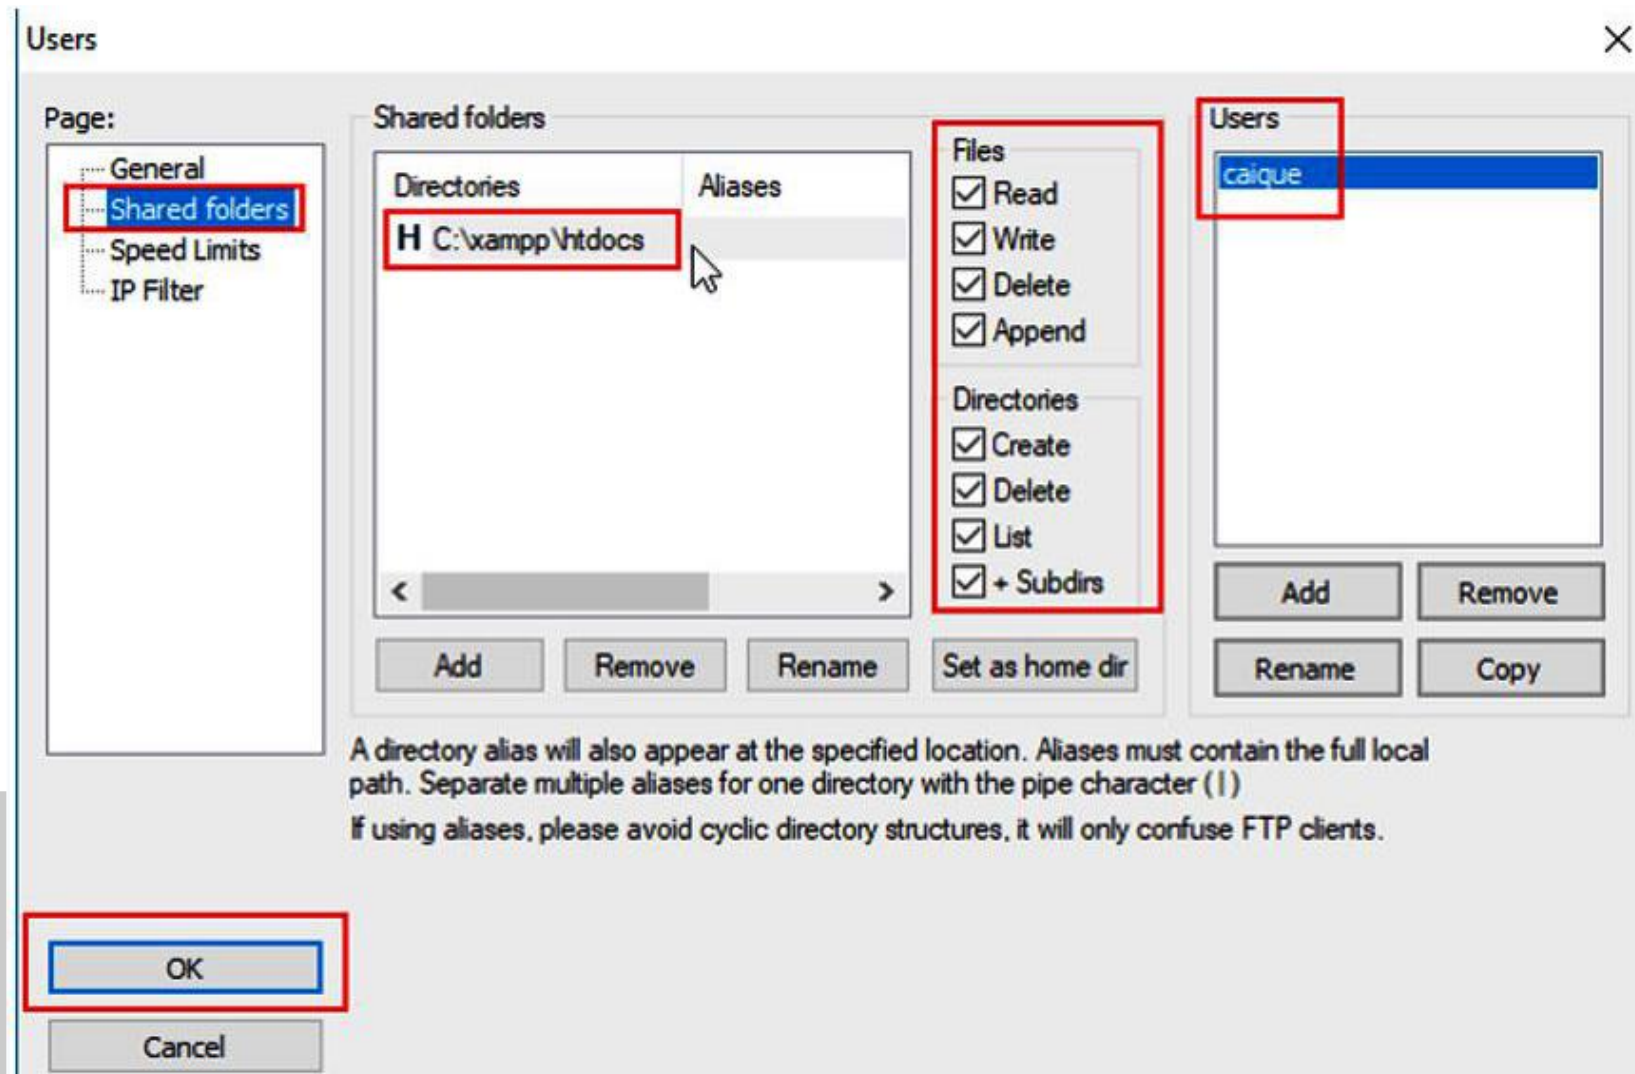 Users
Page:
General
Shared folders
Speed Limits
IP Filter
Shared folders
Directories Aliases
H C:\xampp\htdocs
Files
Read
Write
Delete
Append
Directories
Create
Delete
List
+ Subdirs
Add Remove Rename Set as home dir
Users
caique
Add Remove
Rename Copy
A directory alias will also appear at the specified location. Aliases must contain the full local
path. Separate multiple aliases for one directory with the pipe character (|)
If using aliases, please avoid cyclic directory structures, it will only confuse FTP clients.
OK
Cancel